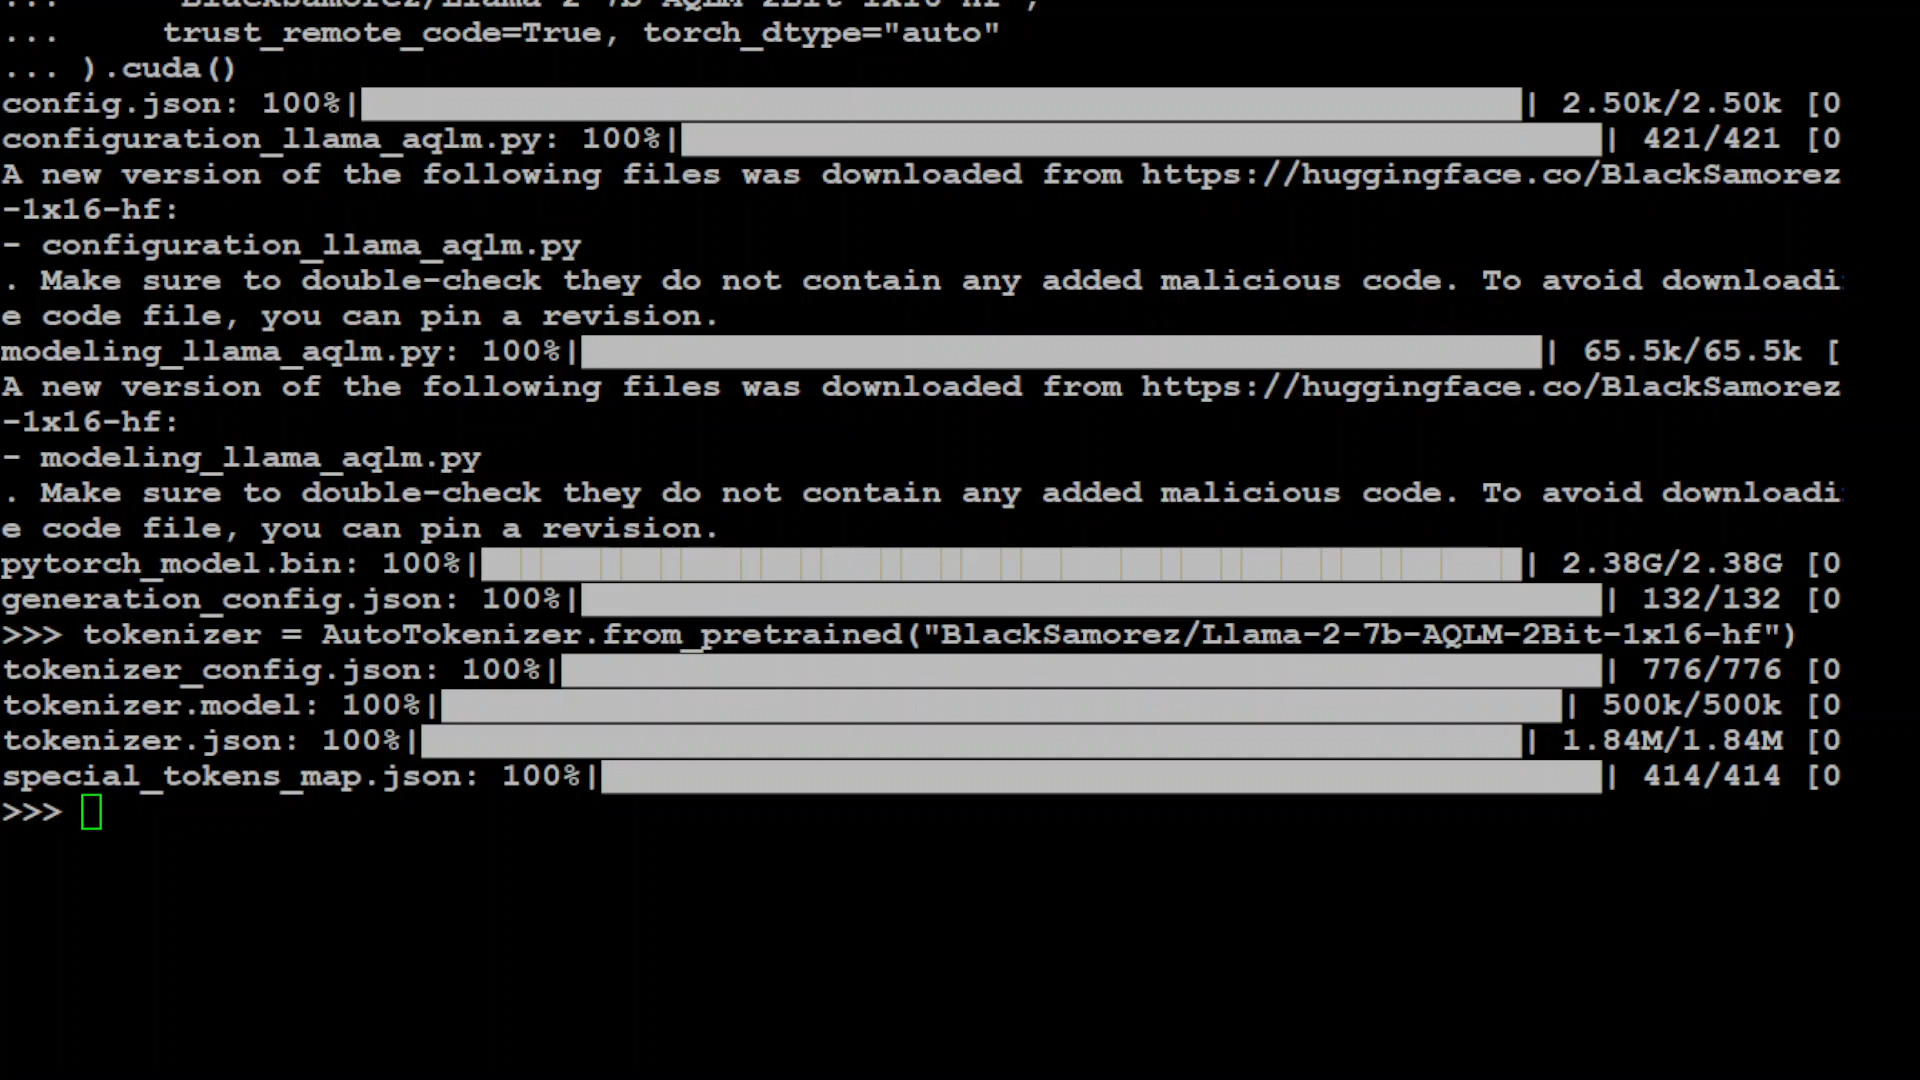 ... "BlackSamorez/Llama-2-7b-AQLM-2Bit-1x16-hf",
... trust_remote_code=True, torch_dtype="auto"
... ).cuda()
config.json: 100%| | 2.50k/2.50k [0
configuration_llama_aqlm.py: 100%| | 421/421 [0
A new version of the following files was downloaded from https://huggingface.co/BlackSamorez
-1x16-hf:
- configuration_llama_aqlm.py
. Make sure to double-check they do not contain any added malicious code. To avoid downloadi
e code file, you can pin a revision.
modeling_llama_aqlm.py: 100%| | 65.5k/65.5k [
A new version of the following files was downloaded from https://huggingface.co/BlackSamorez
-1x16-hf:
- modeling_llama_aqlm.py
. Make sure to double-check they do not contain any added malicious code. To avoid downloadi
e code file, you can pin a revision.
pytorch_model.bin: 100%| | 2.38G/2.38G [0
generation_config.json: 100%| | 132/132 [0
>>> tokenizer = AutoTokenizer.from_pretrained("BlackSamorez/Llama-2-7b-AQLM-2Bit-1x16-hf")
tokenizer_config.json: 100%| | 776/776 [0
tokenizer.model: 100%| | 500k/500k [0
tokenizer.json: 100%| | 1.84M/1.84M [0
special_tokens_map.json: 100%| | 414/414 [0
>>>